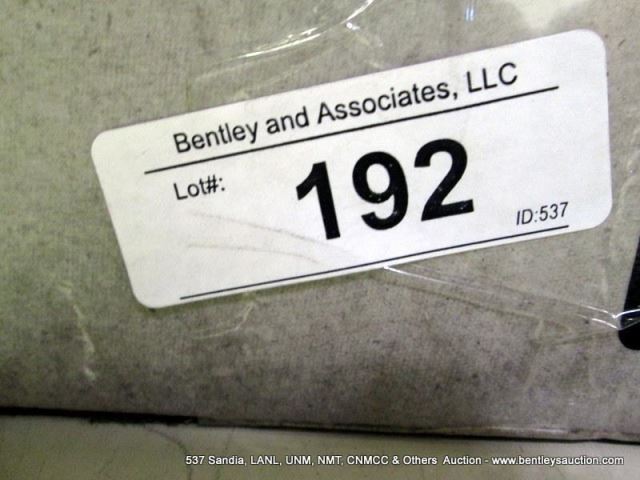 Bentley and Associates, LLC
Lot#: 192
ID:537
537 Sandia, LANL, UNM, NMT, CNMCC & Others Auction - www.bentleysauction.com